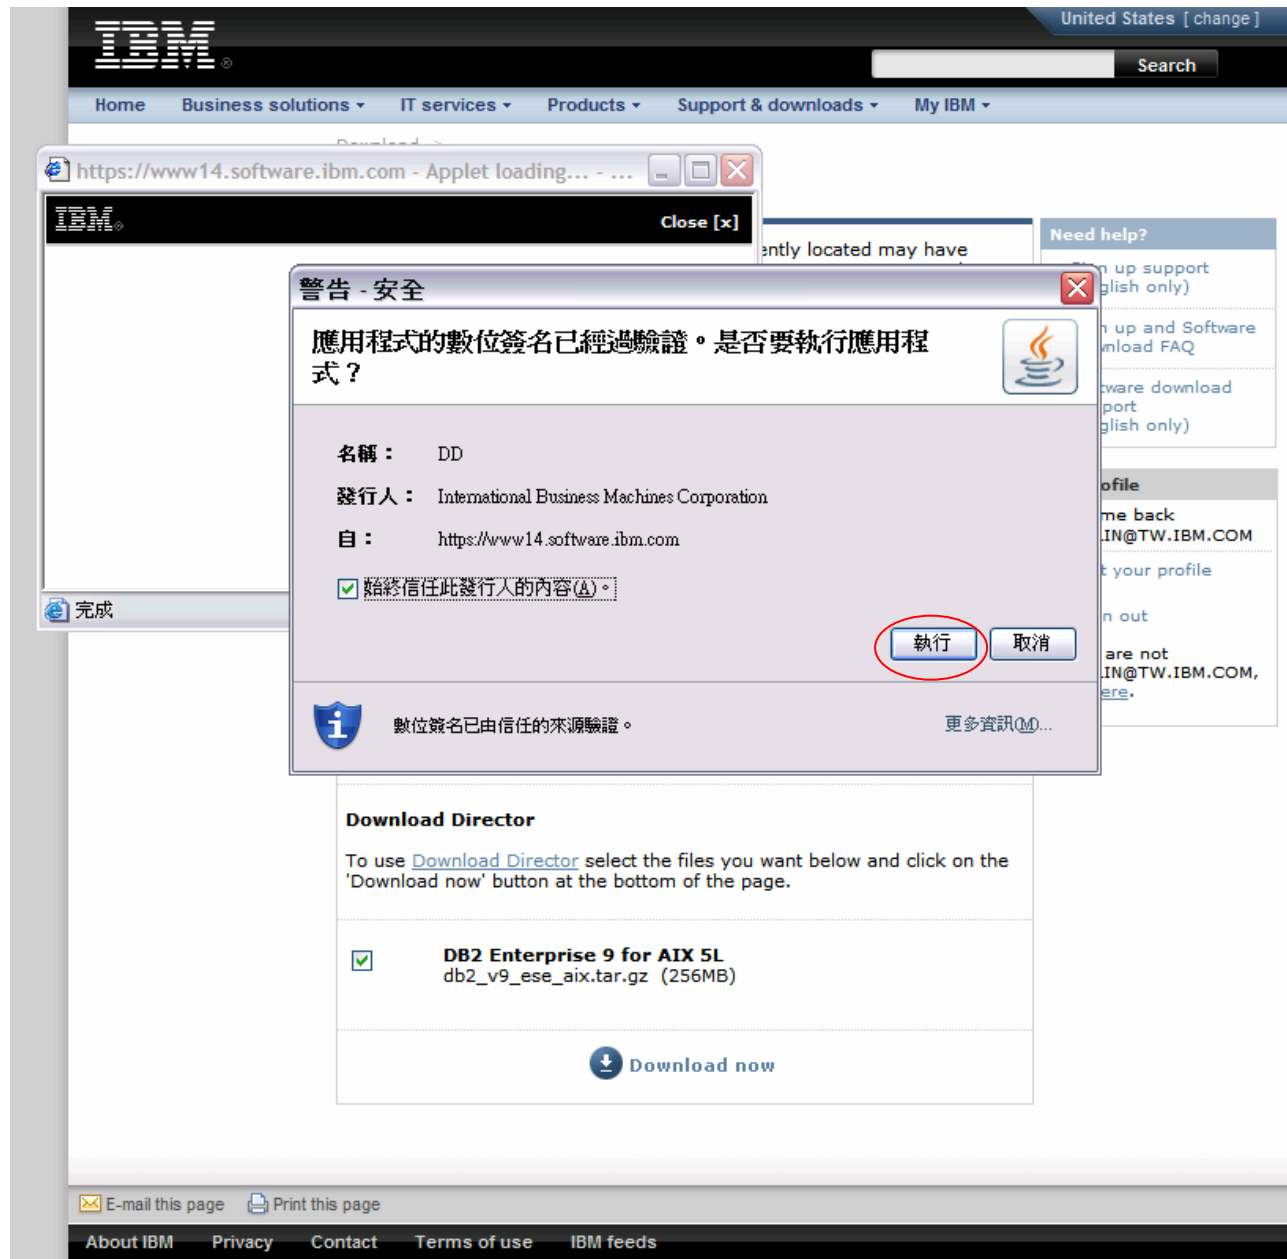 IBM®
United States [ change ]
Search
Home Business solutions IT services Products Support & downloads My IBM
Download >
https://www14.software.ibm.com - Applet loading... - ...
IBM®
Close [x]
ently located may have
警告 - 安全
應用程式的數位簽名已經過驗證。是否要執行應用程
式？
名稱： DD
發行人： International Business Machines Corporation
自： https://www14.software.ibm.com
始終信任此發行人的內容(A)。
執行 取消
數位簽名已由信任的來源驗證。
更多資訊(M)...
完成
Need help?
up support
glish only)
up and Software
nload FAQ
tware download
port
glish only)
ofile
me back
IN@TW.IBM.COM
t your profile
n out
are not
IN@TW.IBM.COM,
ere.
Download Director
To use Download Director select the files you want below and click on the
'Download now' button at the bottom of the page.
DB2 Enterprise 9 for AIX 5L
db2_v9_ese_aix.tar.gz (256MB)
Download now
E-mail this page Print this page
About IBM Privacy Contact Terms of use IBM feeds